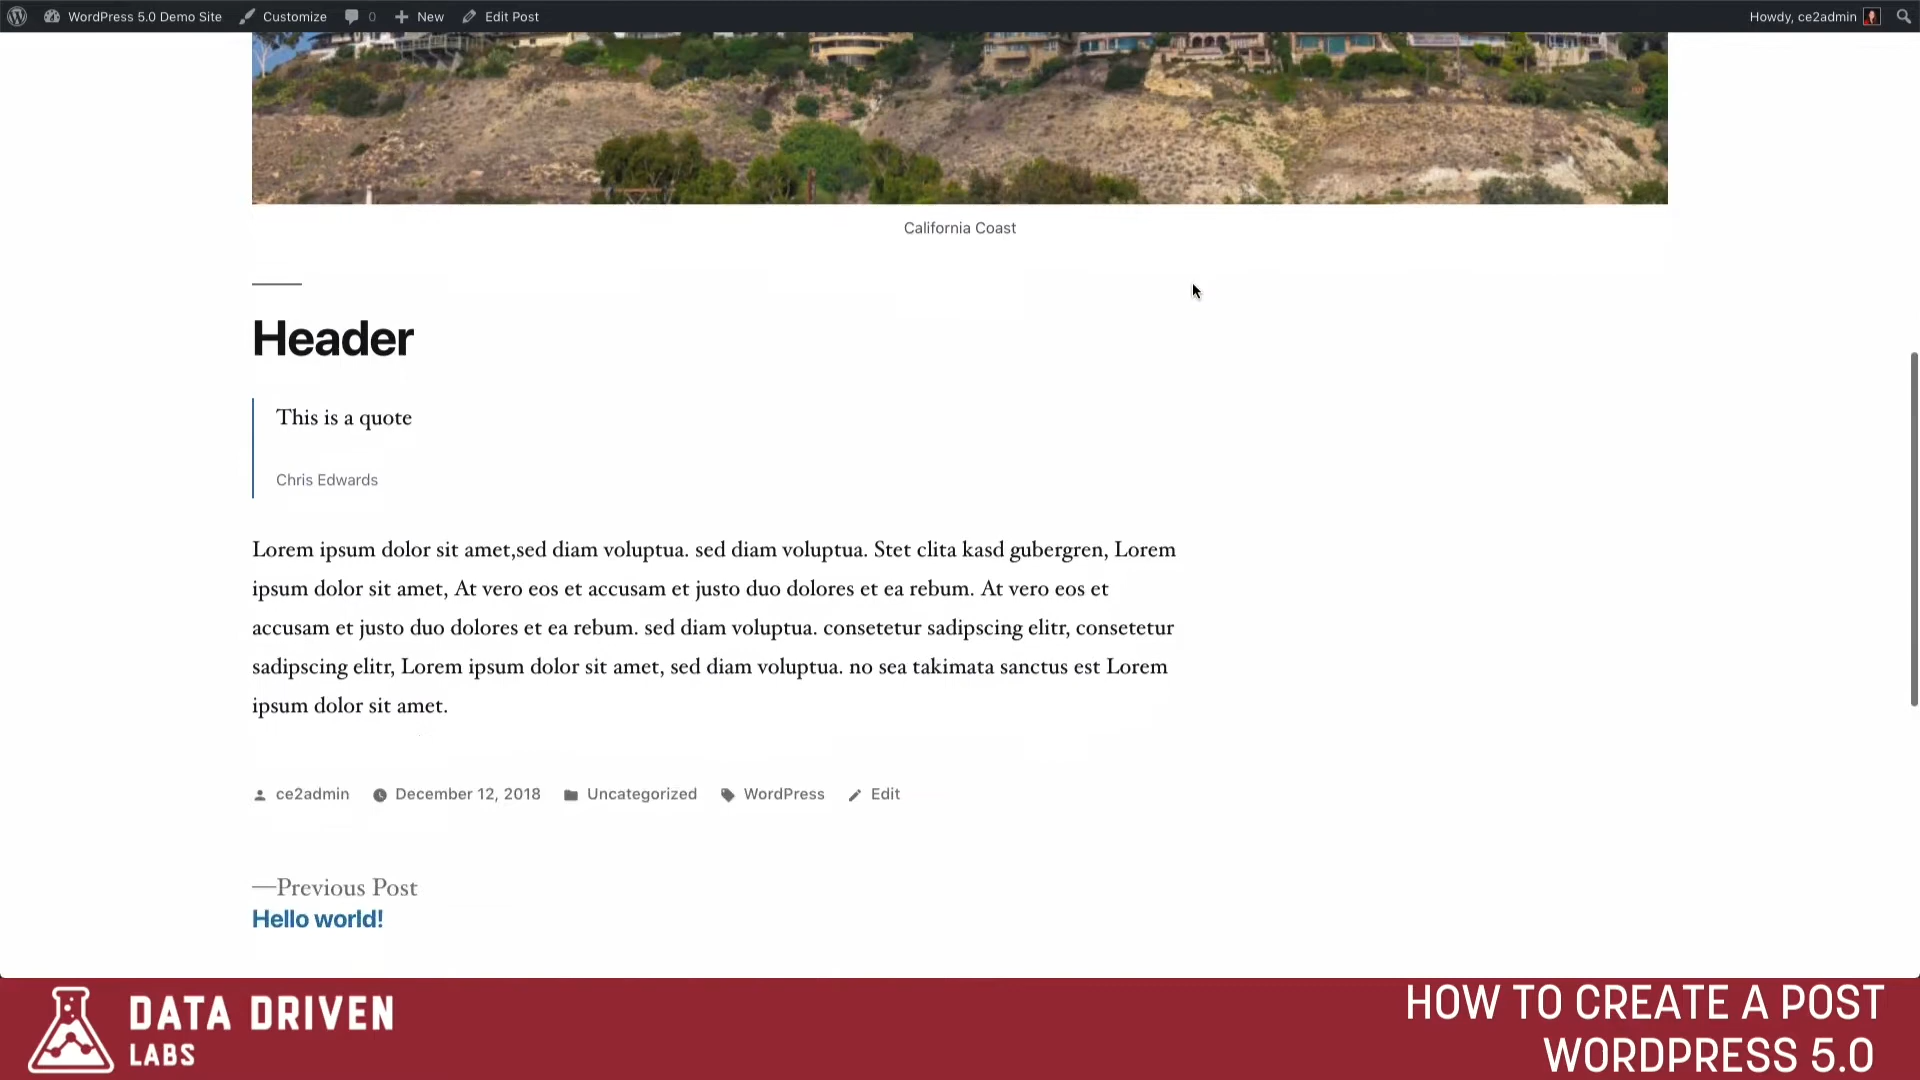 WordPress 5.0 Demo Site Customize 0 New Edit Post Howdy, ce2admin
California Coast
Header
This is a quote
Chris Edwards
Lorem ipsum dolor sit amet,sed diam voluptua. sed diam voluptua. Stet clita kasd gubergren, Lorem
ipsum dolor sit amet, At vero eos et accusam et justo duo dolores et ea rebum. At vero eos et
accusam et justo duo dolores et ea rebum. sed diam voluptua. consetetur sadipscing elitr, consetetur
sadipscing elitr, Lorem ipsum dolor sit amet, sed diam voluptua. no sea takimata sanctus est Lorem
ipsum dolor sit amet.
ce2admin December 12, 2018 Uncategorized WordPress Edit
—Previous Post
Hello world!
DATA DRIVEN
LABS
HOW TO CREATE A POST
WORDPRESS 5.0